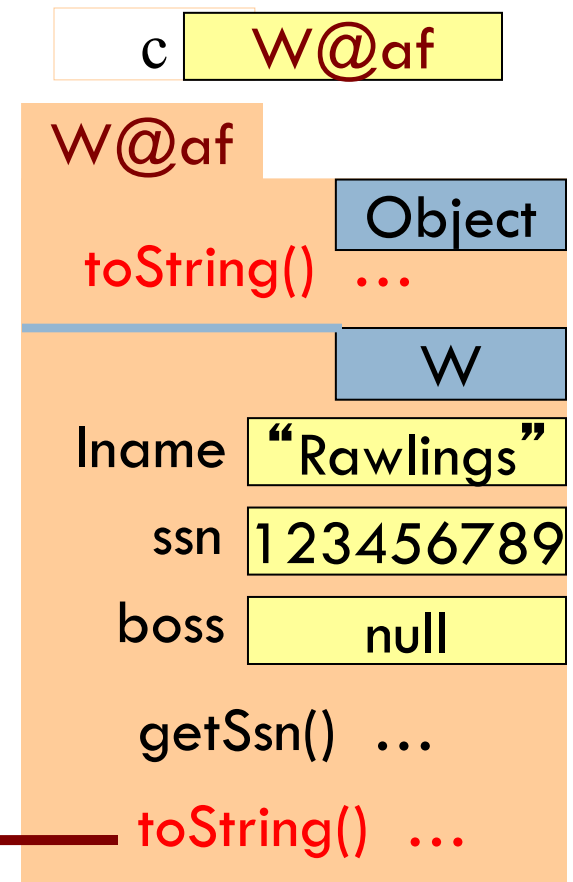 c W@af
W@af
Object
toString() …
W
lname “Rawlings”
ssn 123456789
boss null
getSsn() …
toString() …